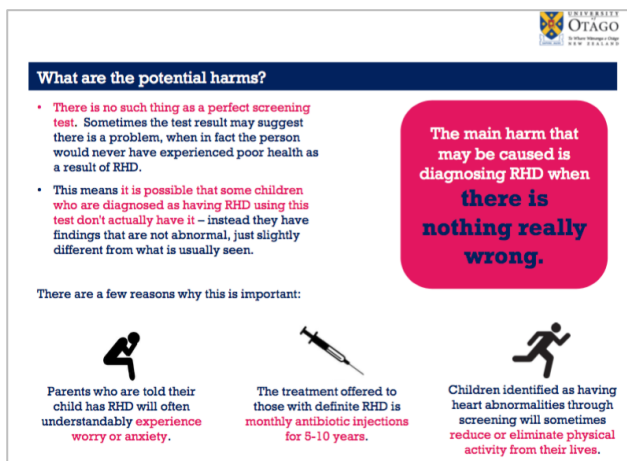 UNIVERSITY
of
OTAGO
Te Whare Wānanga o Otāgo
NEW ZEALAND
What are the potential harms?
• There is no such thing as a perfect screening
test. Sometimes the test result may suggest
there is a problem, when in fact the person
would never have experienced poor health as
a result of RHD.
• This means it is possible that some children
who are diagnosed as having RHD using this
test don't actually have it – instead they have
findings that are not abnormal, just slightly
different from what is usually seen.
The main harm that
may be caused is
diagnosing RHD when
there is
nothing really
wrong.
There are a few reasons why this is important:
Parents who are told their
child has RHD will often
understandably experience
worry or anxiety.
The treatment offered to
those with definite RHD is
monthly antibiotic injections
for 5-10 years.
Children identified as having
heart abnormalities through
screening will sometimes
reduce or eliminate physical
activity from their lives.